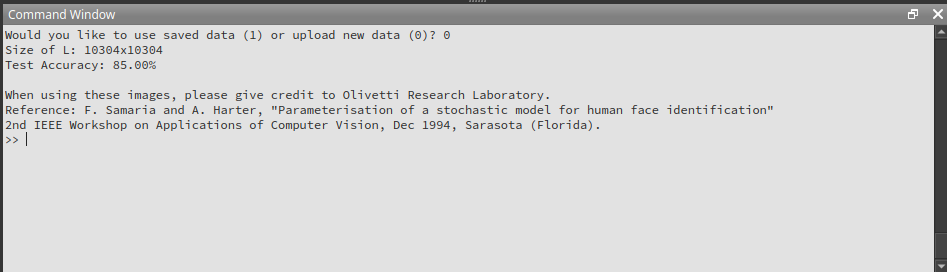 Command Window
Would you like to use saved data (1) or upload new data (0)? 0
Size of L: 10304x10304
Test Accuracy: 85.00%
When using these images, please give credit to Olivetti Research Laboratory.
Reference: F. Samaria and A. Harter, "Parameterisation of a stochastic model for human face identification"
2nd IEEE Workshop on Applications of Computer Vision, Dec 1994, Sarasota (Florida).
>>